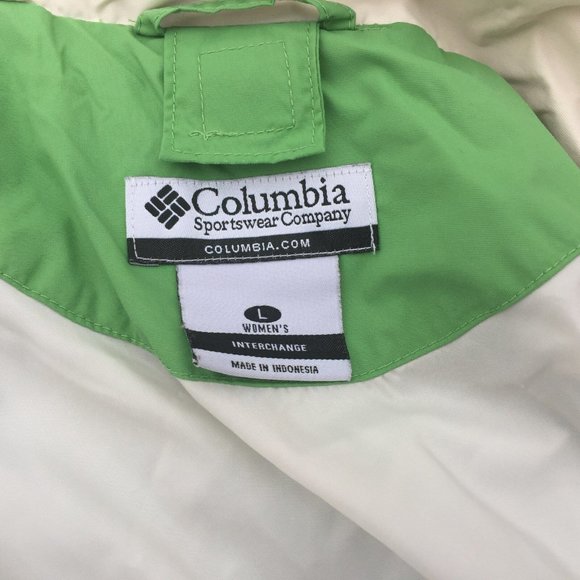 Columbia
Sportswear Company
COLUMBIA.COM
L
WOMEN'S
INTERCHANGE
MADE IN INDONESIA